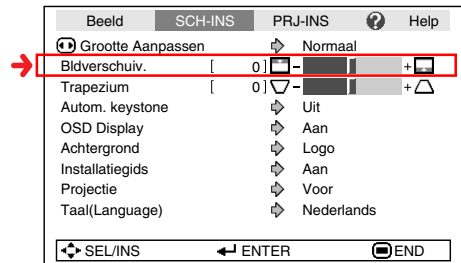 Beeld SCH-INS PRJ-INS ? Help
Grootte Aanpassen Normaal
Bldverschuiv. [ 0 ] - +
Trapezium [ 0 ] - +
Autom. keystone Uit
OSD Display Aan
Achtergrond Logo
Installatiegids Aan
Projectie Voor
Taal(Language) Nederlands
SEL/INS ENTER END